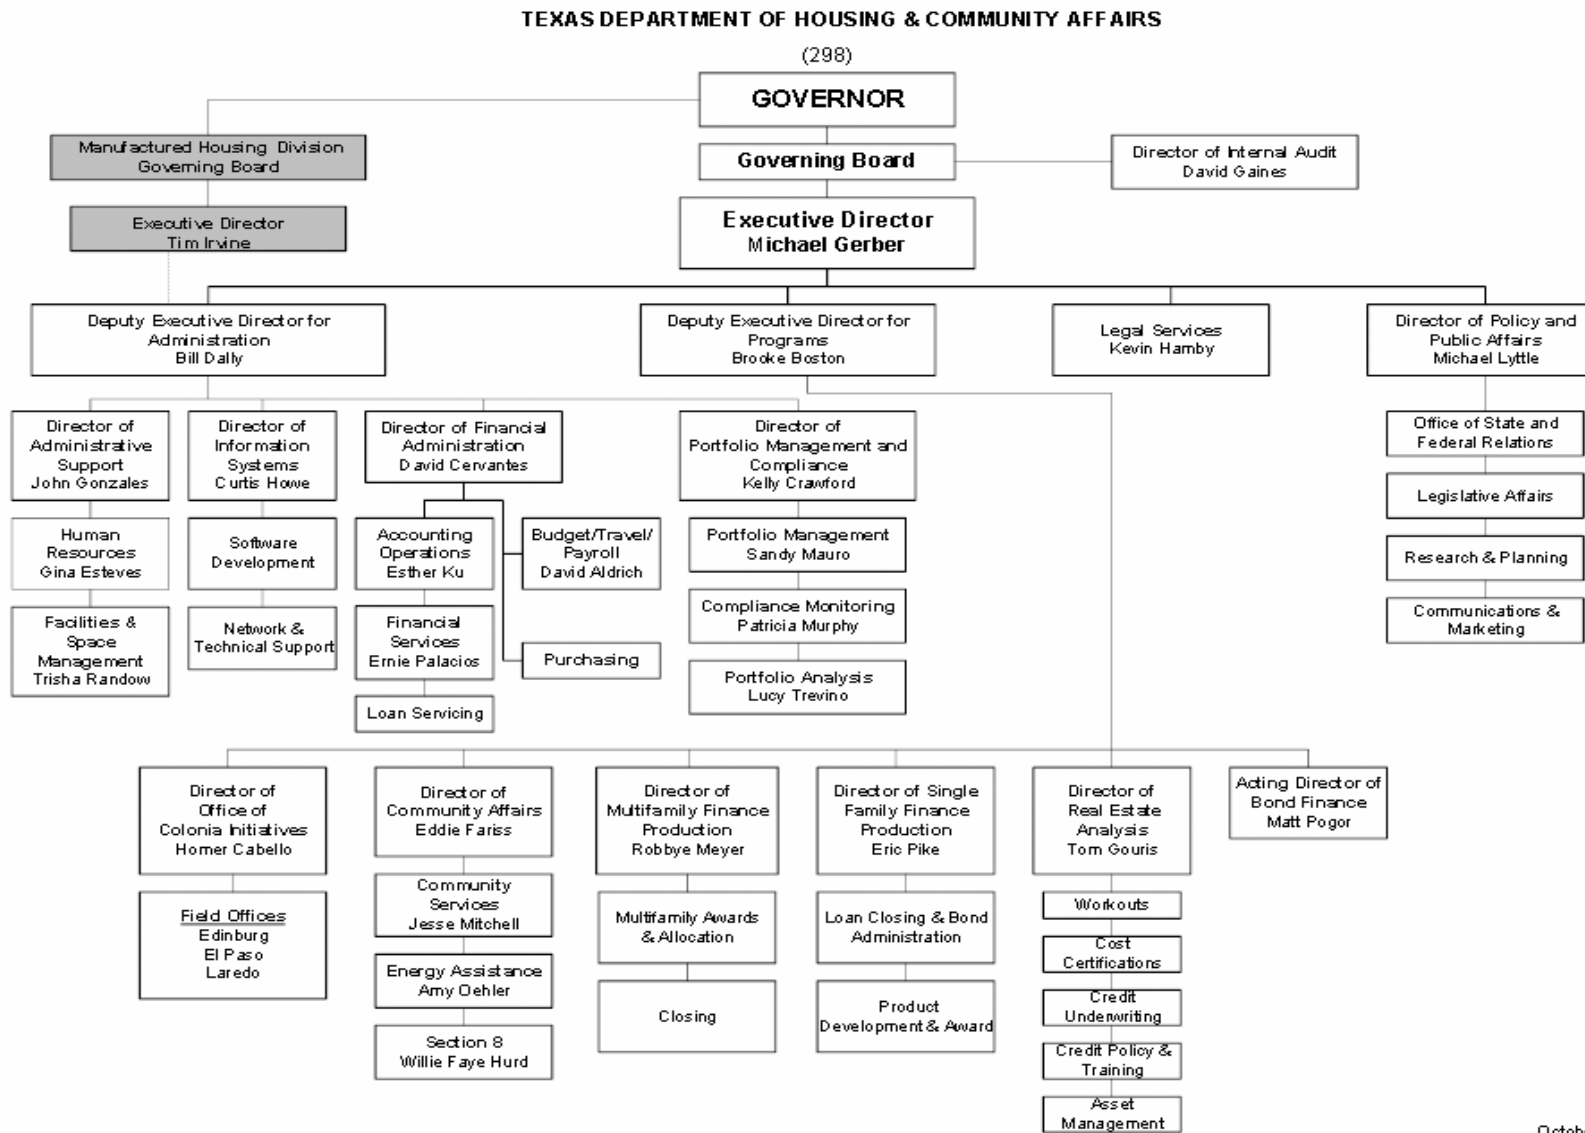 TEXAS DEPARTMENT OF HOUSING & COMMUNITY AFFAIRS
(298)
GOVERNOR
Manufactured Housing Division
Governing Board
Governing Board
Director of Internal Audit
David Gaines
Executive Director
Tim Irvine
Executive Director
Michael Gerber
Deputy Executive Director for
Administration
Bill Dally
Deputy Executive Director for
Programs
Brooke Boston
Legal Services
Kevin Hamby
Director of Policy and
Public Affairs
Michael Lyttle
Director of
Administrative
Support
John Gonzales
Director of
Information
Systems
Curtis Howe
Director of Financial
Administration
David Cervantes
Director of
Portfolio Management and
Compliance
Kelly Crawford
Office of State and
Federal Relations
Legislative Affairs
Research & Planning
Communications &
Marketing
Human
Resources
Gina Esteves
Software
Development
Accounting
Operations
Esther Ku
Budget/Travel/
Payroll
David Aldrich
Portfolio Management
Sandy Mauro
Facilities &
Space
Management
Trisha Randow
Network &
Technical Support
Financial
Services
Ernie Palacios
Purchasing
Compliance Monitoring
Patricia Murphy
Loan Servicing
Portfolio Analysis
Lucy Trevino
Director of
Office of
Colonia Initiatives
Homer Cabello
Director of
Community Affairs
Eddie Fariss
Director of
Multifamily Finance
Production
Robbye Meyer
Director of Single
Family Finance
Production
Eric Pike
Director of
Real Estate
Analysis
Tom Gouris
Acting Director of
Bond Finance
Matt Pogor
Field Offices
Edinburg
El Paso
Laredo
Community
Services
Jesse Mitchell
Energy Assistance
Amy Oehler
Section 8
Willie Faye Hurd
Multifamily Awards
& Allocation
Closing
Loan Closing & Bond
Administration
Product
Development & Award
Workouts
Cost
Certifications
Credit
Underwriting
Credit Policy &
Training
Asset
Management